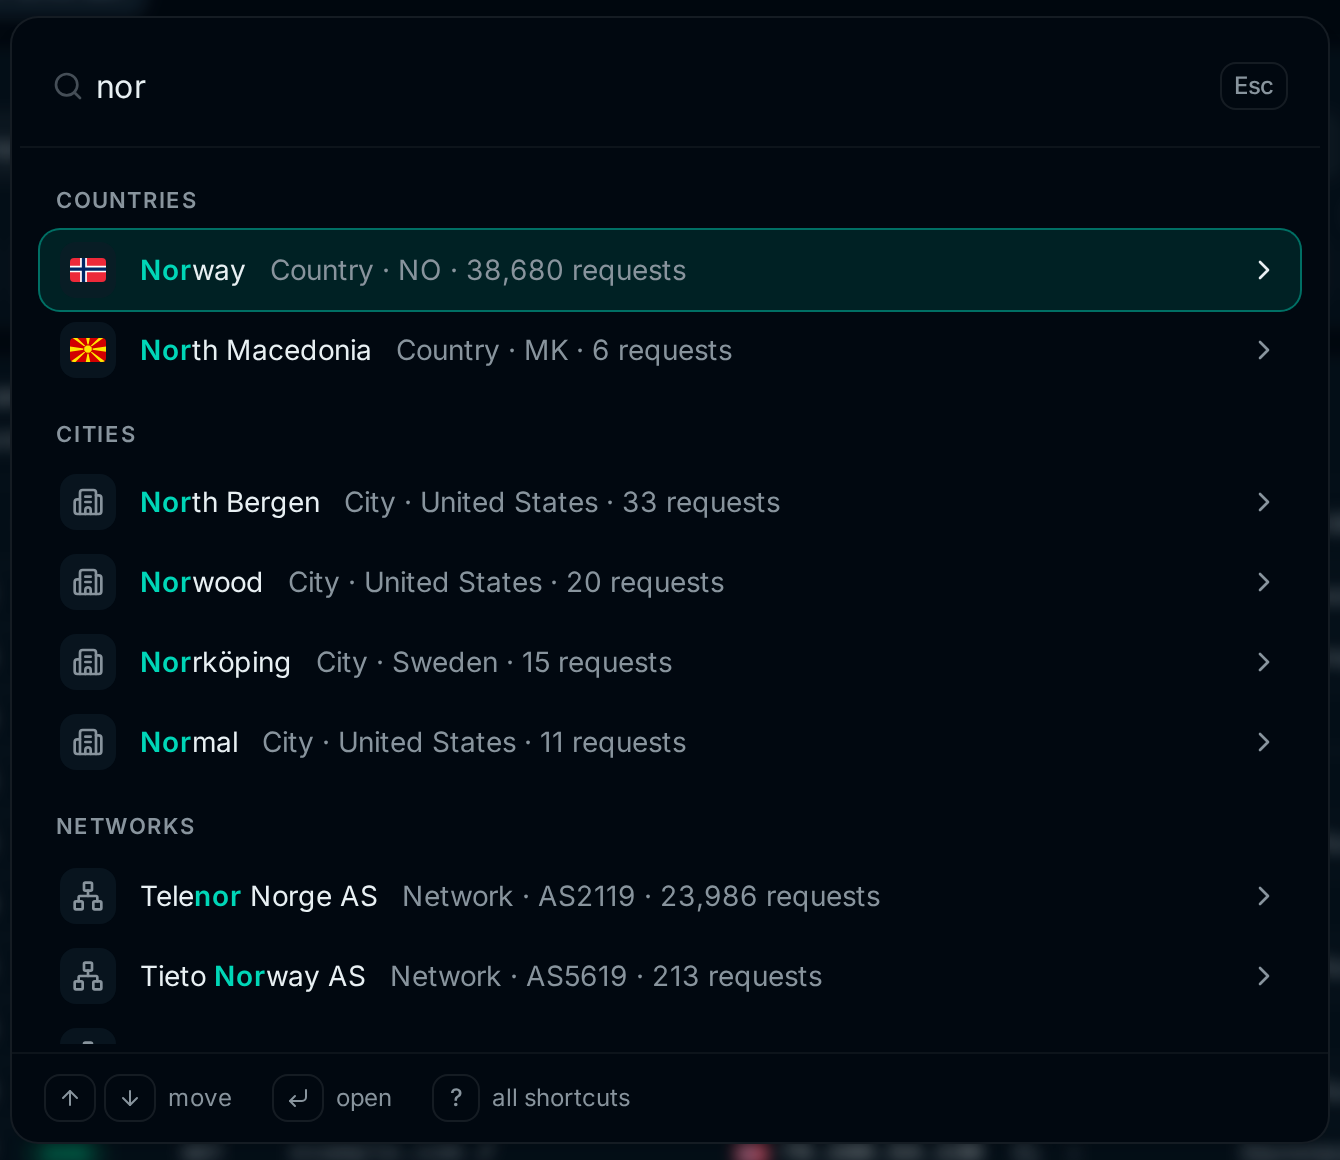 nor
Esc
COUNTRIES
Norway Country · NO · 38,680 requests
North Macedonia Country · MK · 6 requests
CITIES
North Bergen City · United States · 33 requests
Norwood City · United States · 20 requests
Norrköping City · Sweden · 15 requests
Normal City · United States · 11 requests
NETWORKS
Telenor Norge AS Network · AS2119 · 23,986 requests
Tieto Norway AS Network · AS5619 · 213 requests
↑ ↓ move ↵ open ? all shortcuts